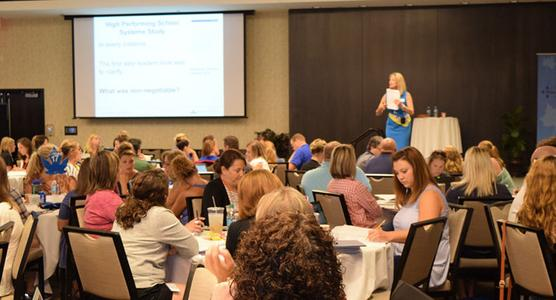 High Performing School
Systems Study
In every instance
The first step leaders took was
to clarify
What was non-negotiable?